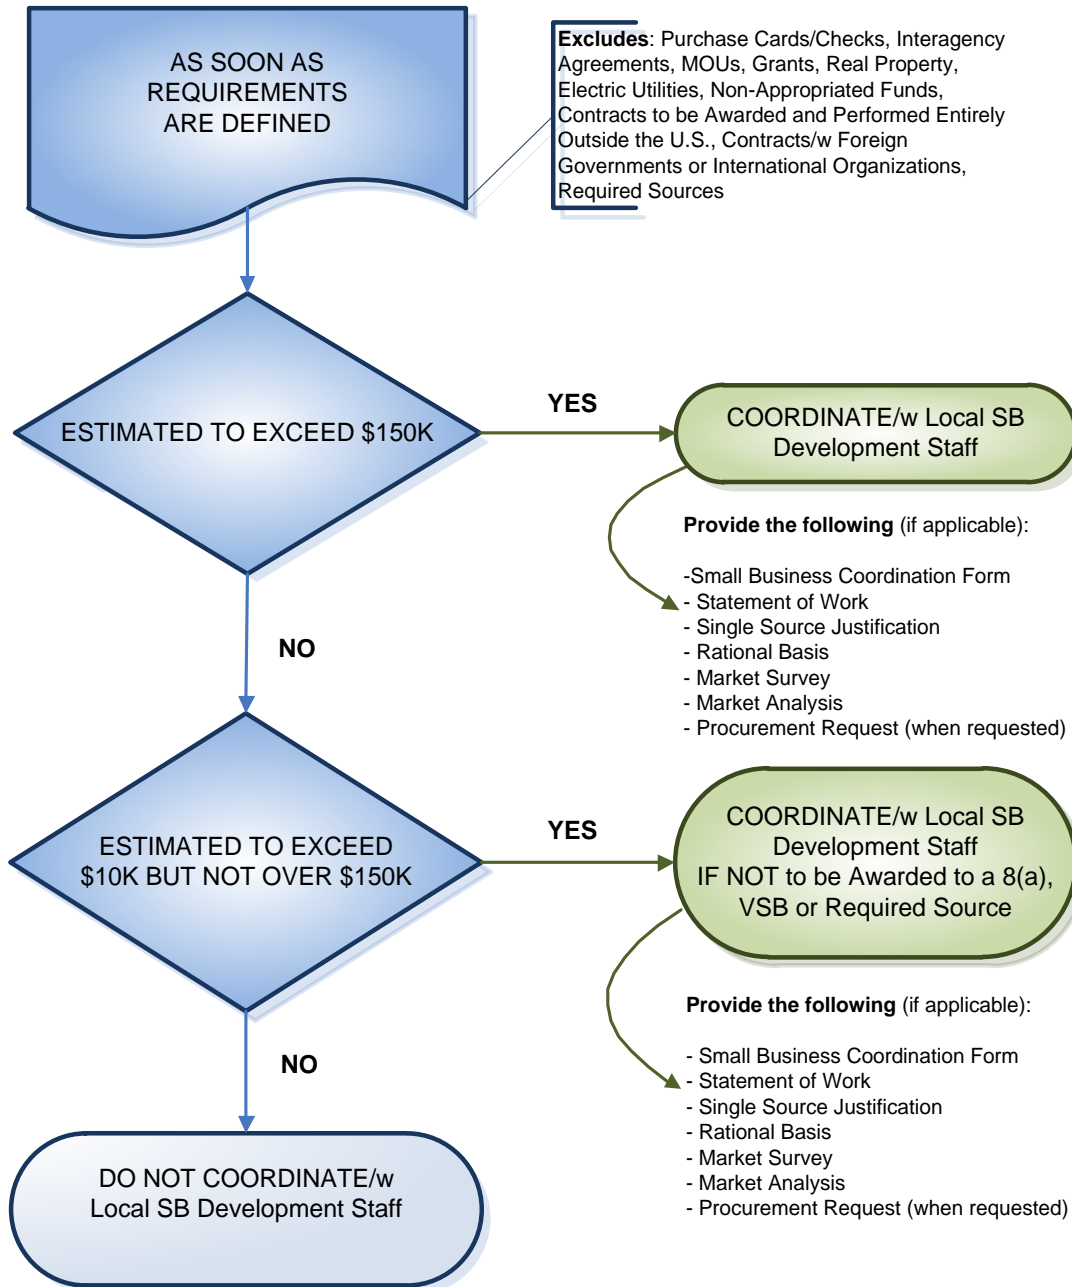 AS SOON AS
REQUIREMENTS
ARE DEFINED
Excludes: Purchase Cards/Checks, Interagency
Agreements, MOUs, Grants, Real Property,
Electric Utilities, Non-Appropriated Funds,
Contracts to be Awarded and Performed Entirely
Outside the U.S., Contracts/w Foreign
Governments or International Organizations,
Required Sources
ESTIMATED TO EXCEED $150K
YES
COORDINATE/w Local SB
Development Staff
Provide the following (if applicable):
-Small Business Coordination Form
- Statement of Work
- Single Source Justification
- Rational Basis
- Market Survey
- Market Analysis
- Procurement Request (when requested)
NO
ESTIMATED TO EXCEED
$10K BUT NOT OVER $150K
YES
COORDINATE/w Local SB
Development Staff
IF NOT to be Awarded to a 8(a),
VSB or Required Source
Provide the following (if applicable):
- Small Business Coordination Form
- Statement of Work
- Single Source Justification
- Rational Basis
- Market Survey
- Market Analysis
- Procurement Request (when requested)
NO
DO NOT COORDINATE/w
Local SB Development Staff